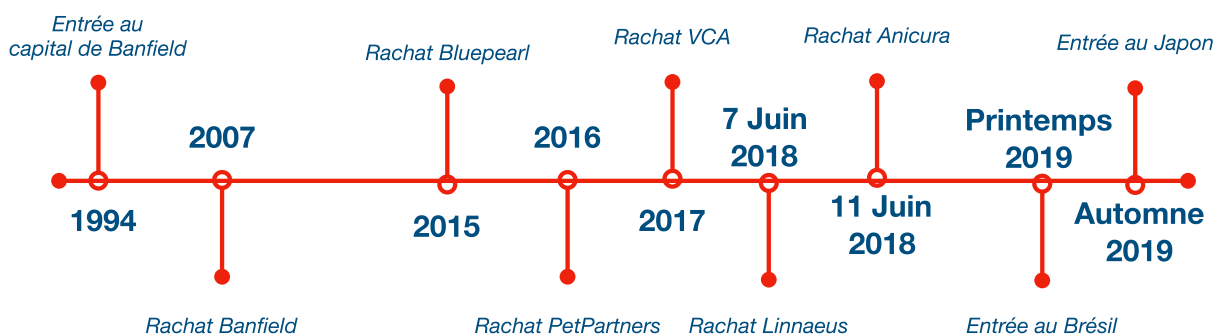 Entrée au
capital de Banfield
1994
2007
Rachat Banfield
Rachat Bluepearl
2015
2016
Rachat PetPartners
Rachat VCA
2017
7 Juin
2018
Rachat Linnaeus
Rachat Anicura
11 Juin
2018
Printemps
2019
Entrée au Brésil
Entrée au Japon
Automne
2019